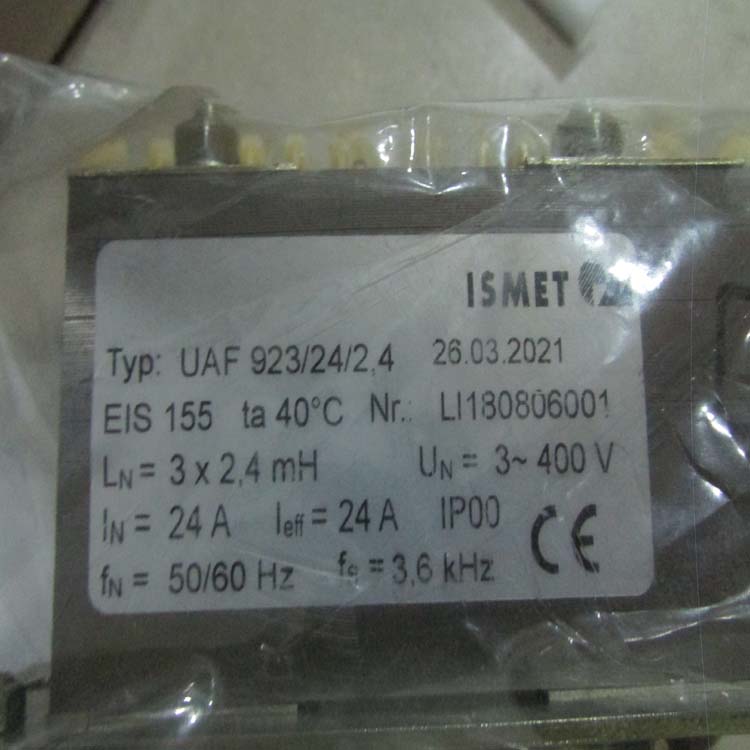 ISMET
Typ: UAF 923/24/2,4 26.03.2021
EIS 155 ta 40°C Nr.: LI180806001
LN = 3 x 2,4 mH UN = 3~ 400 V
IN = 24 A Ieff = 24 A IP00
fN = 50/60 Hz fS = 3,6 kHz CE